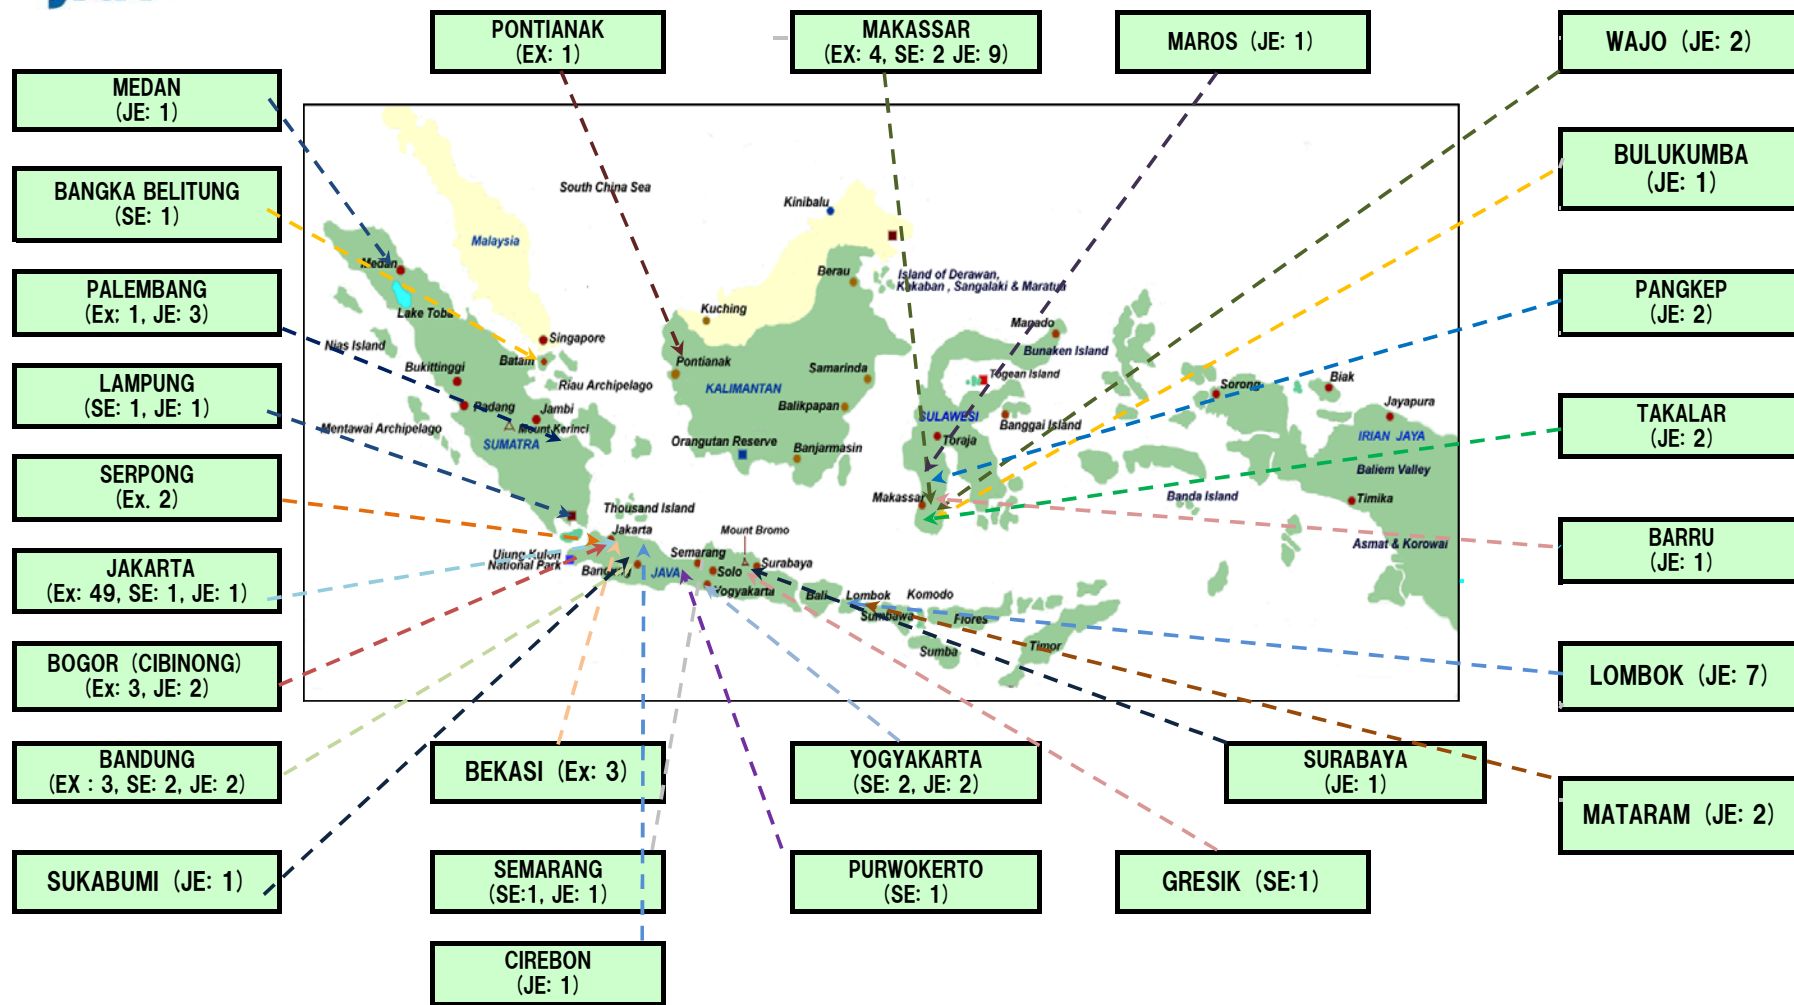 PONTIANAK
(EX: 1)
MAKASSAR
(EX: 4, SE: 2 JE: 9)
MAROS (JE: 1)
WAJO (JE: 2)
MEDAN
(JE: 1)
BANGKA BELITUNG
(SE: 1)
PALEMBANG
(Ex: 1, JE: 3)
LAMPUNG
(SE: 1, JE: 1)
SERPONG
(Ex. 2)
JAKARTA
(Ex: 49, SE: 1, JE: 1)
BOGOR (CIBINONG)
(Ex: 3, JE: 2)
BANDUNG
(EX : 3, SE: 2, JE: 2)
SUKABUMI (JE: 1)
BULUKUMBA
(JE: 1)
PANGKEP
(JE: 2)
TAKALAR
(JE: 2)
BARRU
(JE: 1)
LOMBOK (JE: 7)
MATARAM (JE: 2)
BEKASI (Ex: 3)
YOGYAKARTA
(SE: 2, JE: 2)
SURABAYA
(JE: 1)
SEMARANG
(SE:1, JE: 1)
PURWOKERTO
(SE: 1)
GRESIK (SE:1)
CIREBON
(JE: 1)
South China Sea
Kinibalu
Malaysia
Medan
Berau
Island of Derawan,
Kakaban , Sangalaki & Maratua
Lake Toba
Kuching
Manado
Singapore
Nias Island
Bunaken Island
Batam
Bukittinggi
Pontianak
Samarinda
Togean Island
Riau Archipelago
KALIMANTAN
Sorong
Biak
Padang
Jambi
Balikpapan
SULAWESI
Jayapura
Mentawai Archipelago
Mount Kerinci
Banggai Island
SUMATRA
Orangutan Reserve
Banjarmasin
Toraja
IRIAN JAYA
Baliem Valley
Makassar
Banda Island
Timika
Thousand Island
Jakarta
Mount Bromo
Asmat & Korowai
Ujung Kulon
National Park
Semarang
Surabaya
Bandung
JAVA
Solo
Yogyakarta
Bali
Lombok
Komodo
Sumbawa
Flores
Sumba
Timor